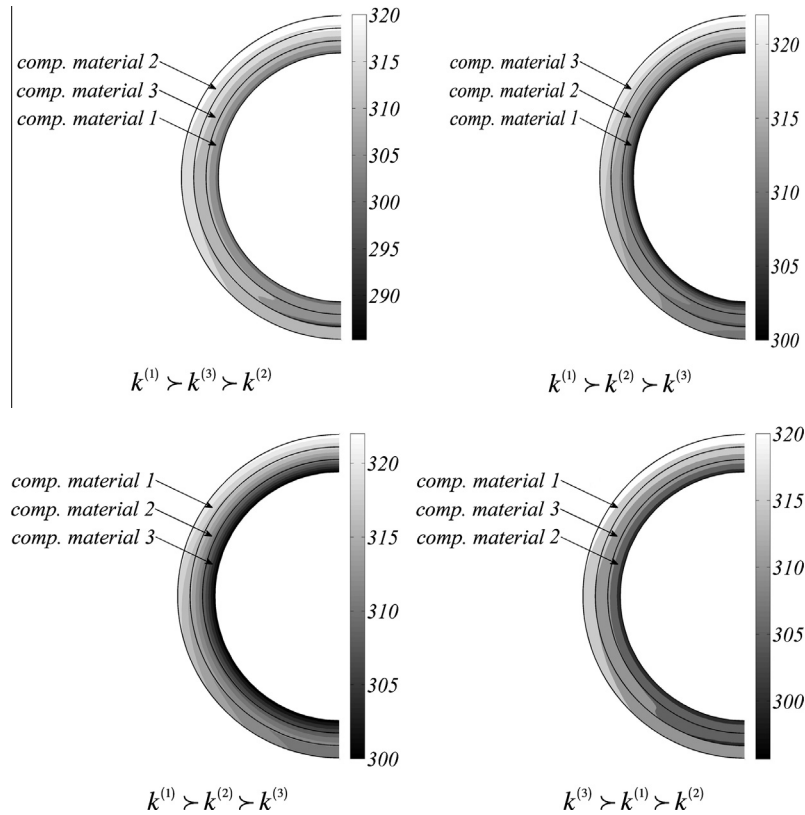 320
comp. material 2
comp. material 3
comp. material 1
315
310
305
300
295
290
k⁽¹⁾ ≻ k⁽³⁾ ≻ k⁽²⁾
320
comp. material 3
comp. material 2
comp. material 1
315
310
305
300
k⁽¹⁾ ≻ k⁽²⁾ ≻ k⁽³⁾
320
comp. material 1
comp. material 2
comp. material 3
315
310
305
300
k⁽¹⁾ ≻ k⁽²⁾ ≻ k⁽³⁾
320
comp. material 1
comp. material 3
comp. material 2
315
310
305
300
k⁽³⁾ ≻ k⁽¹⁾ ≻ k⁽²⁾